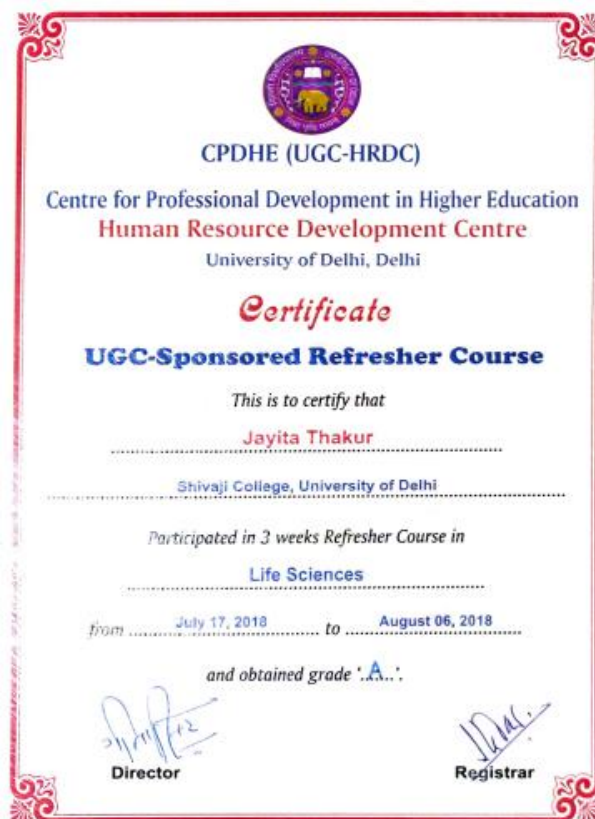 CPDHE (UGC-HRDC)
Centre for Professional Development in Higher Education
Human Resource Development Centre
University of Delhi, Delhi
Certificate
UGC-Sponsored Refresher Course
This is to certify that
Jayita Thakur
Shivaji College, University of Delhi
Participated in 3 weeks Refresher Course in
Life Sciences
from July 17, 2018 to August 06, 2018
and obtained grade '..A..'.
Director
Registrar